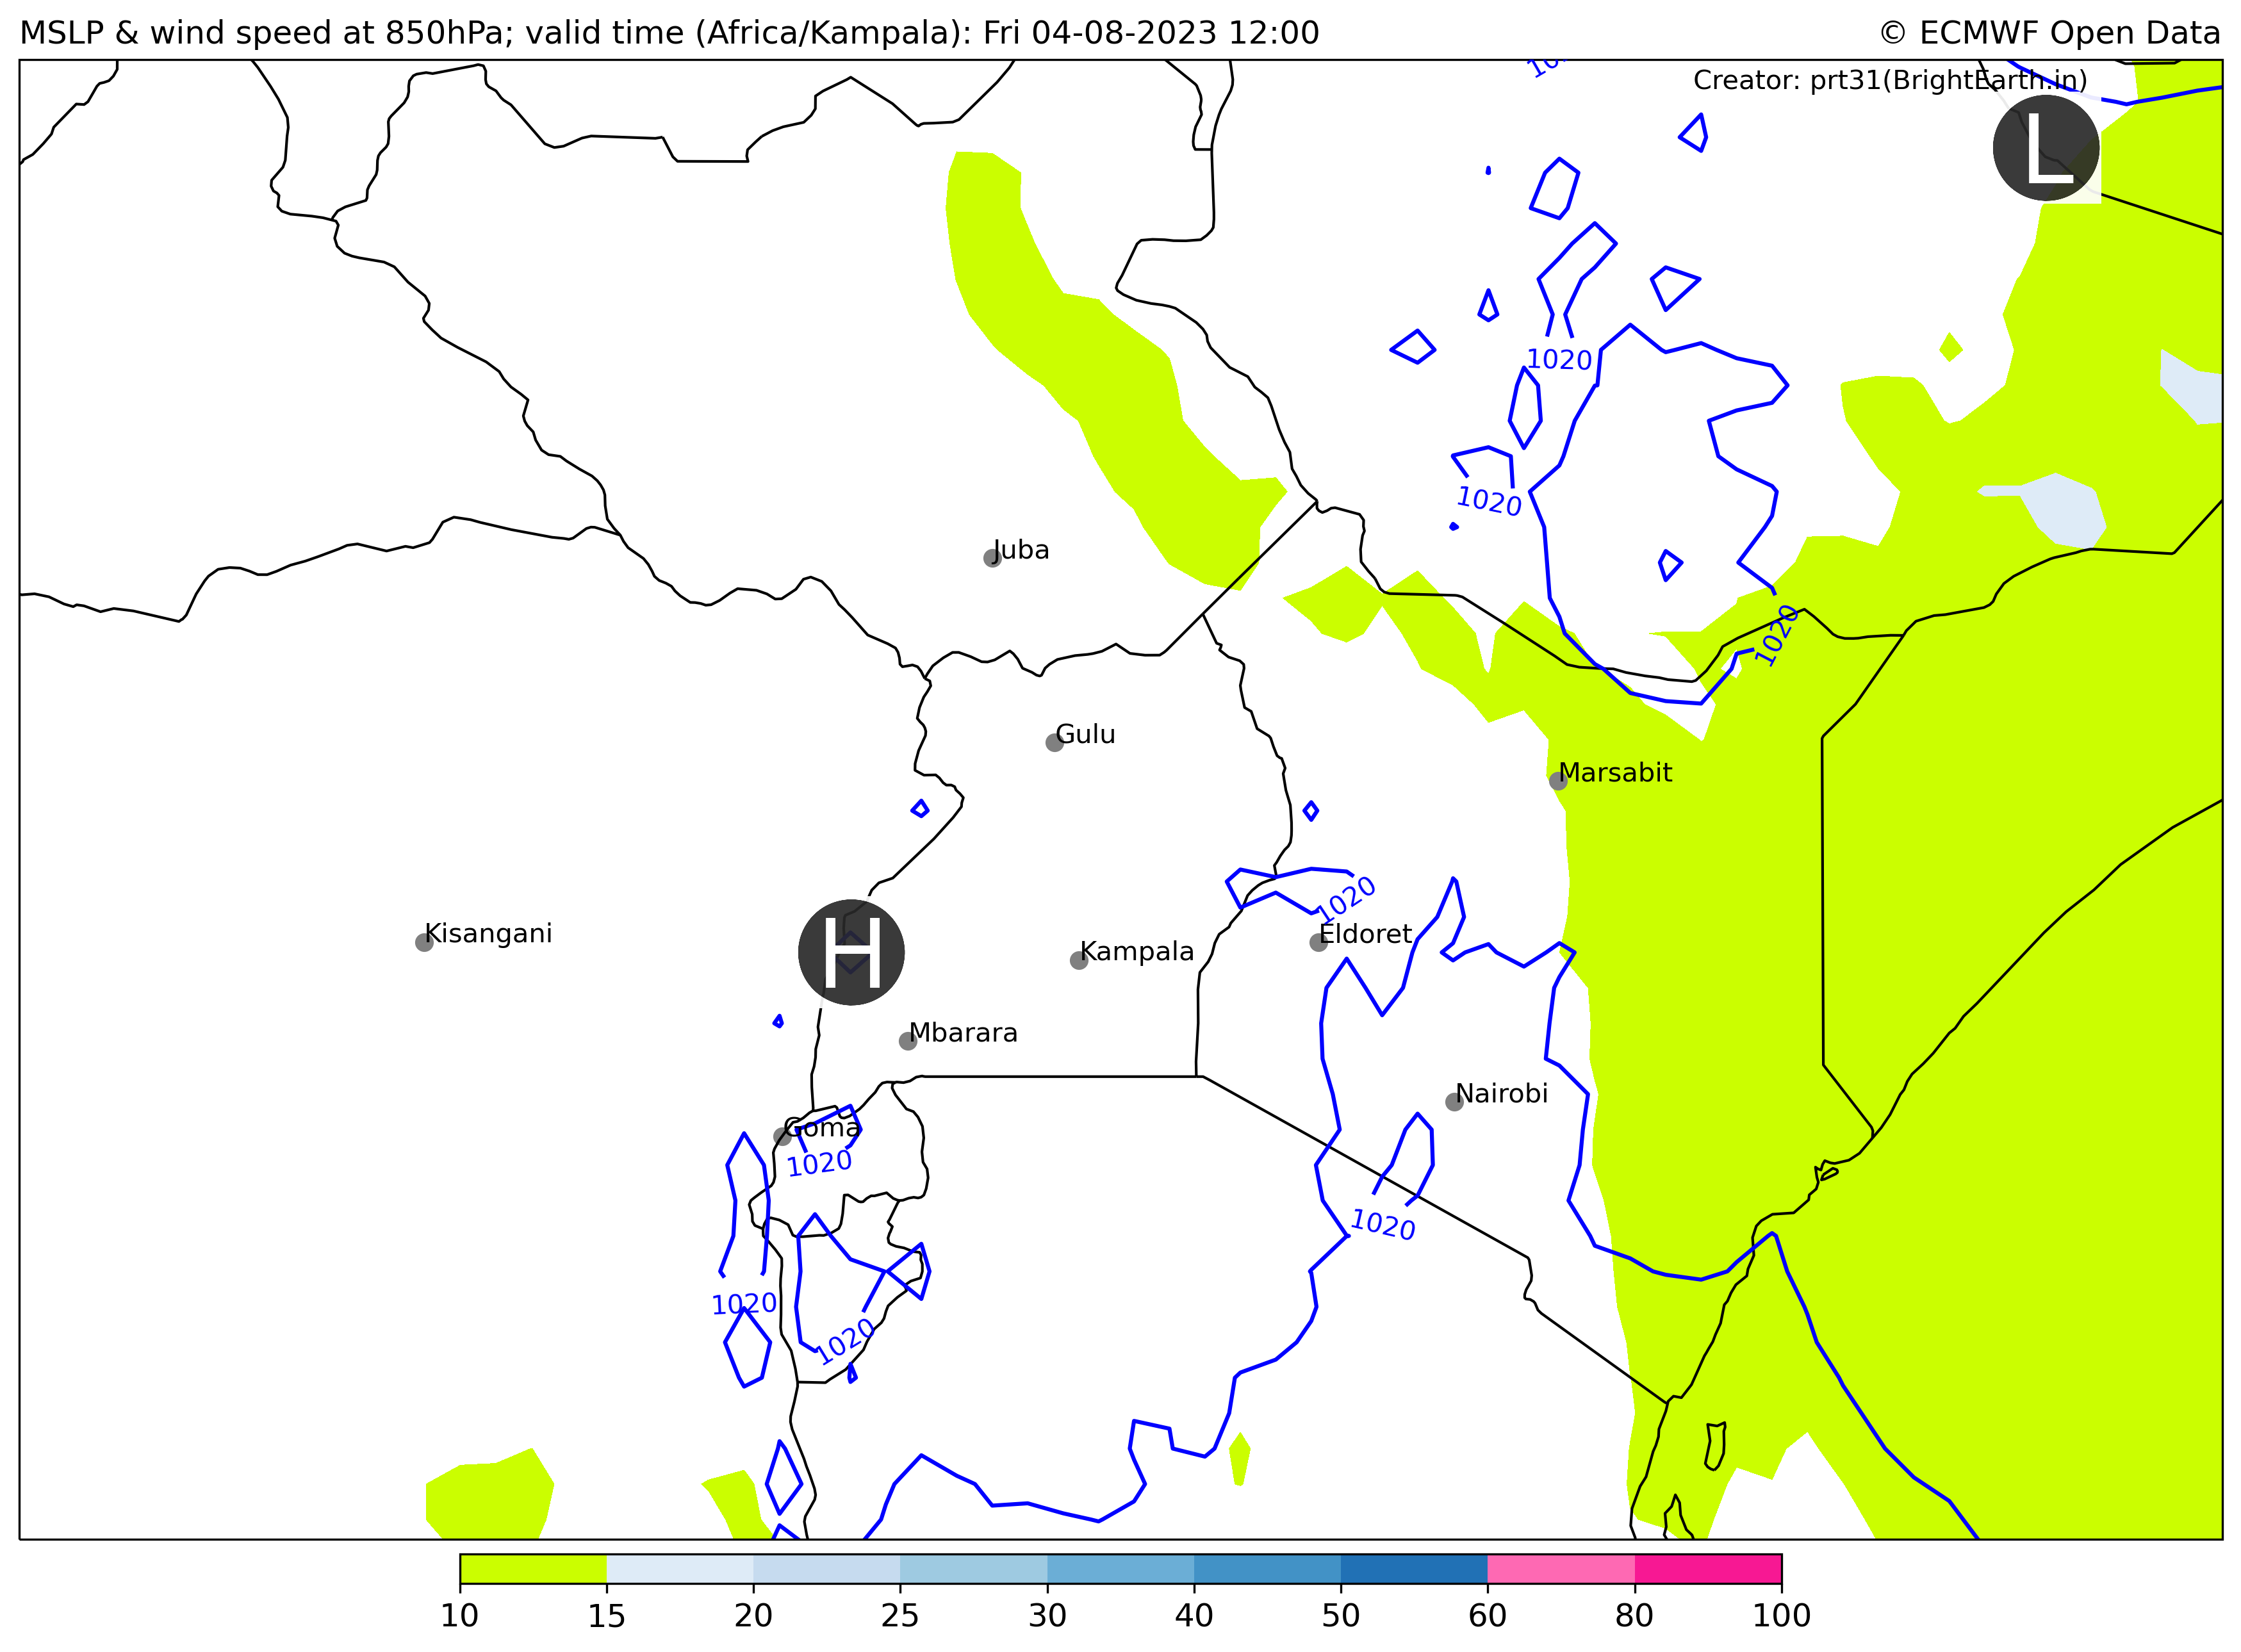 MSLP & wind speed at 850hPa; valid time (Africa/Kampala): Fri 04-08-2023 12:00
© ECMWF Open Data
Creator: prt31(BrightEarth.in)
L
1020
1020
Juba
1020
Gulu
Marsabit
1020
Kisangani
H
Kampala
Eldoret
Mbarara
Nairobi
Goma
1020
1020
1020
1020
10 15 20 25 30 40 50 60 80 100